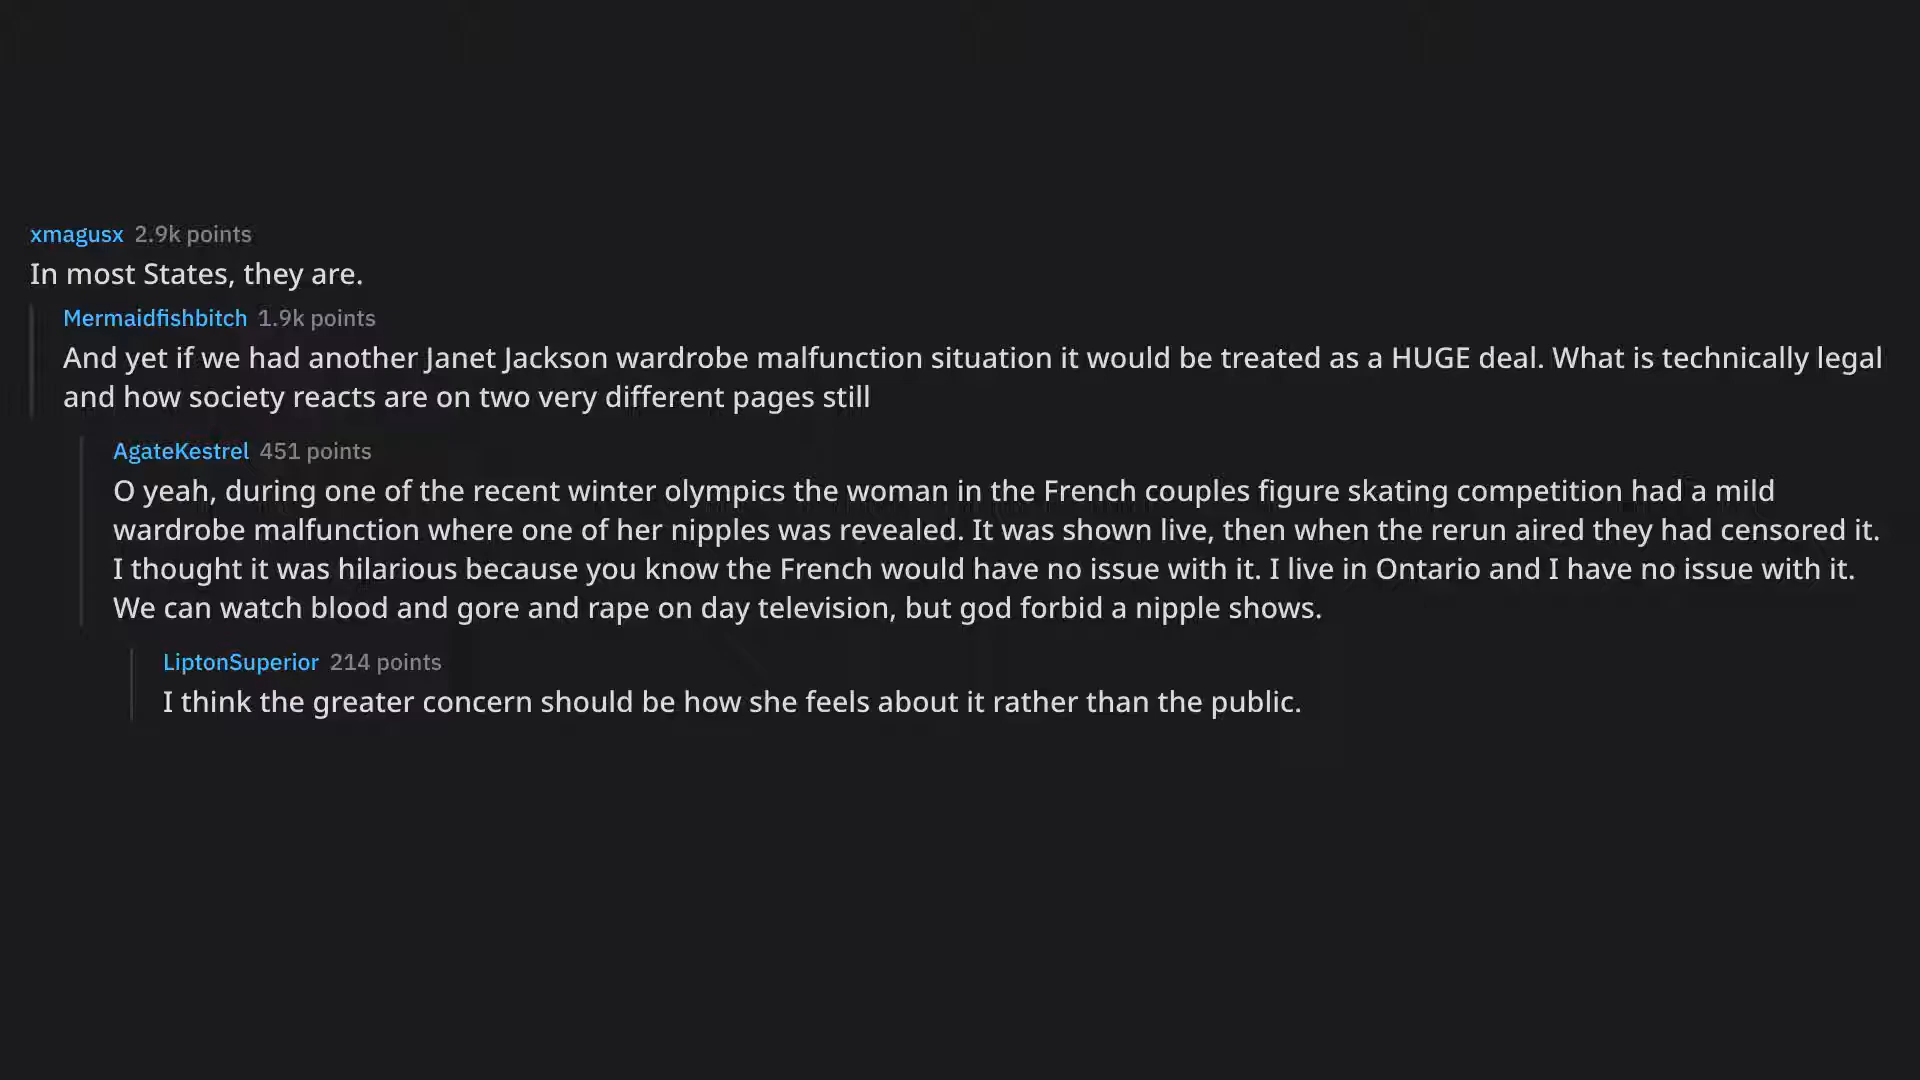 xmagusx 2.9k points
In most States, they are.
Mermaidfishbitch 1.9k points
And yet if we had another Janet Jackson wardrobe malfunction situation it would be treated as a HUGE deal. What is technically legal
and how society reacts are on two very different pages still
AgateKestrel 451 points
O yeah, during one of the recent winter olympics the woman in the French couples figure skating competition had a mild
wardrobe malfunction where one of her nipples was revealed. It was shown live, then when the rerun aired they had censored it.
I thought it was hilarious because you know the French would have no issue with it. I live in Ontario and I have no issue with it.
We can watch blood and gore and rape on day television, but god forbid a nipple shows.
LiptonSuperior 214 points
I think the greater concern should be how she feels about it rather than the public.